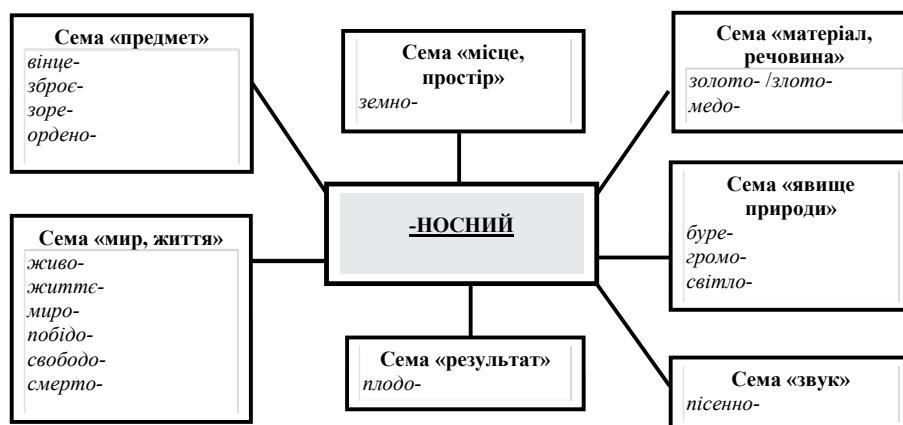 Сема «предмет»
вінце-
зброє-
зоре-
ордено-
Сема «місце,
простір»
земно-
Сема «матеріал,
речовина»
золото- /злото-
медо-
-НОСНИЙ
Сема «мир, життя»
живо-
життє-
миро-
побідо-
свободо-
смерто-
Сема «явище
природи»
буре-
громо-
світло-
Сема «результат»
плодо-
Сема «звук»
пісенно-